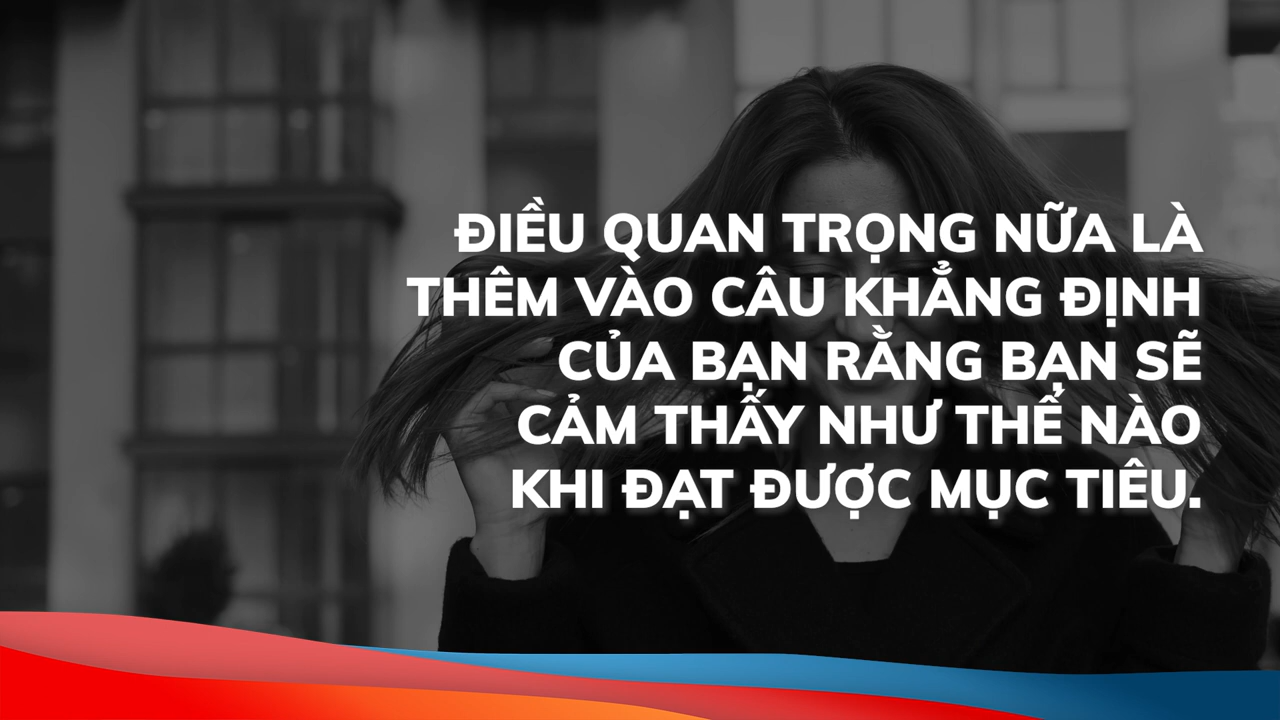 ĐIỀU QUAN TRỌNG NỮA LÀ
THÊM VÀO CÂU KHẲNG ĐỊNH
CỦA BẠN RẰNG BẠN SẼ
CẢM THẤY NHƯ THẾ NÀO
KHI ĐẠT ĐƯỢC MỤC TIÊU.